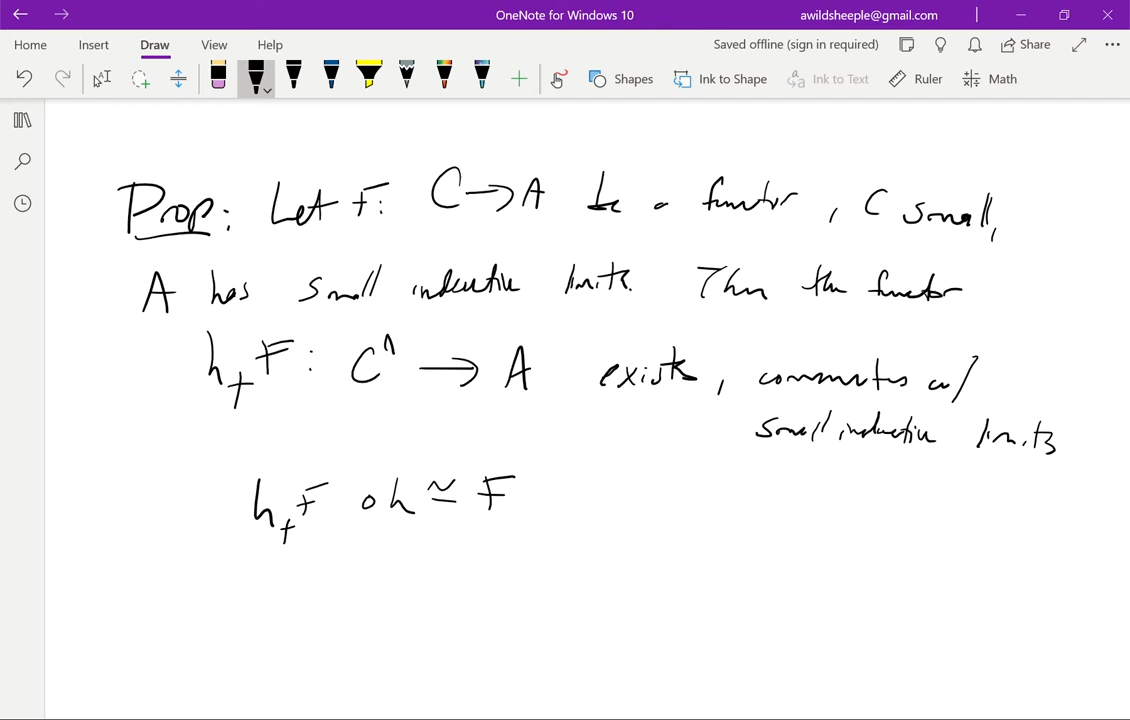 OneNote for Windows 10
awildsheeple@gmail.com
Home Insert Draw View Help
Saved offline (sign in required)
Share
Shapes
Ink to Shape
Ink to Text
Ruler
Math
Prop: Let F: C → A be a functor, C small,
A has small inductive limits. Then the functor
h†F: C^ → A exists, commutes w/
small inductive limits
h†F ∘ h ≅ F